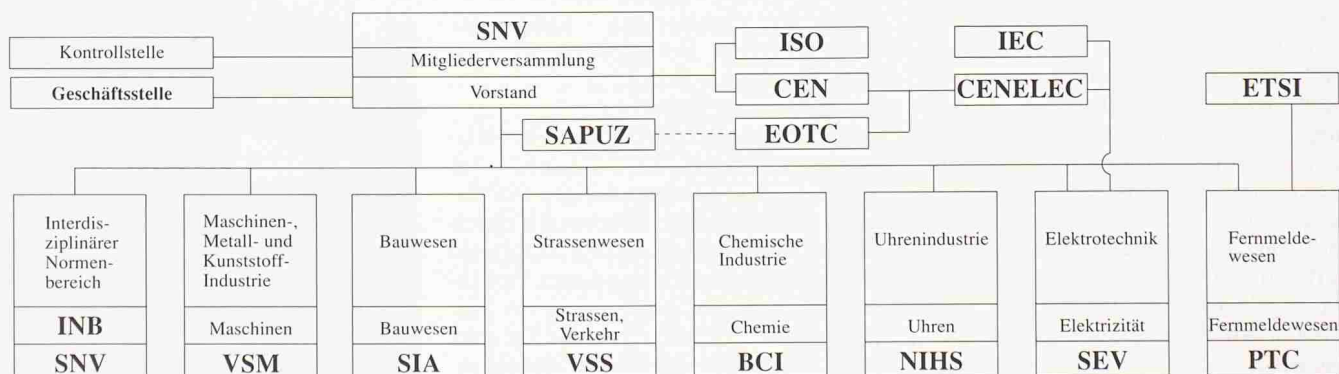 SNV
Mitgliederversammlung
Vorstand
Kontrollstelle
Geschäftsstelle
ISO
CEN
IEC
CENELEC
ETSI
SAPUZ
EOTC
Interdis-
ziplinärer
Normen-
bereich
INB
SNV
Maschinen-,
Metall- und
Kunststoff-
Industrie
Maschinen
VSM
Bauwesen
Bauwesen
SIA
Strassenwesen
Strassen,
Verkehr
VSS
Chemische
Industrie
Chemie
BCI
Uhrenindustrie
Uhren
NIHS
Elektrotechnik
Elektrizität
SEV
Fernmelde-
wesen
Fernmeldewesen
PTC